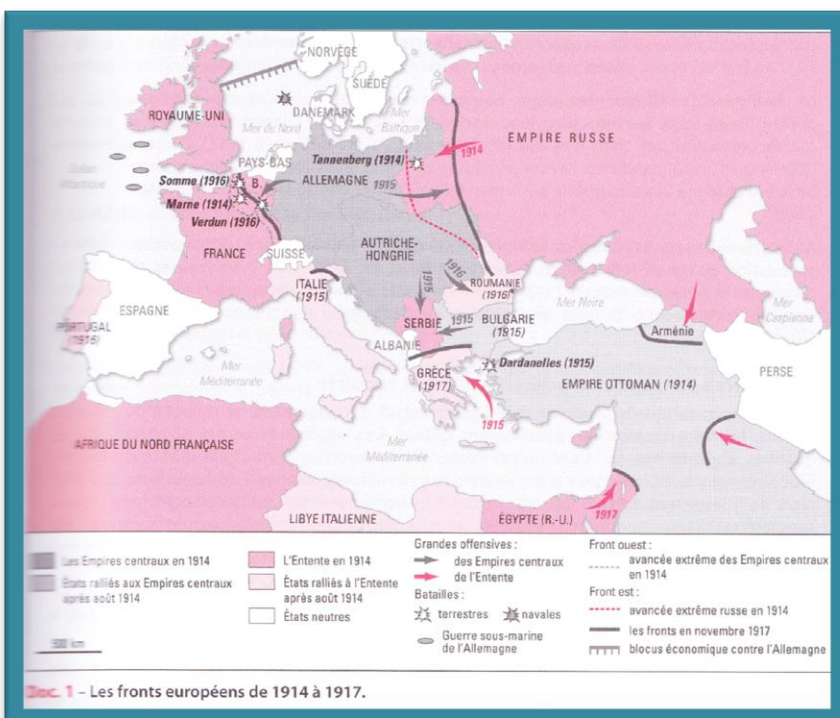 NORVÈGE
SUÈDE
ROYAUME-UNI
DANEMARK
Mer du Nord
Mer
Baltique
EMPIRE RUSSE
1914
PAYS-BAS
Tannenberg (1914)
Océan
Atlantique
Somme (1916)
B.
ALLEMAGNE
1915
Marne (1914)
Verdun (1916)
FRANCE
SUISSE
AUTRICHE-
HONGRIE
1916
1915
ITALIE
(1915)
ROUMANIE
(1916)
ESPAGNE
PORTUGAL
(1916)
Mer Noire
Mer
Caspienne
SERBIE
1915
BULGARIE
(1915)
Arménie
ALBANIE
Mer
Méditerranée
GRÈCE
(1917)
Dardanelles (1915)
EMPIRE OTTOMAN (1914)
PERSE
1915
AFRIQUE DU NORD FRANÇAISE
Mer
Méditerranée
LIBYE ITALIENNE
ÉGYPTE (R.-U.)
1917
Les Empires centraux en 1914
États ralliés aux Empires centraux
après août 1914
500 km
L'Entente en 1914
États ralliés à l'Entente
après août 1914
États neutres
Grandes offensives :
des Empires centraux
de l'Entente
Batailles :
terrestres
navales
Guerre sous-marine
de l'Allemagne
Front ouest :
avancée extrême des Empires centraux
en 1914
Front est :
avancée extrême russe en 1914
les fronts en novembre 1917
blocus économique contre l'Allemagne
Doc. 1 – Les fronts européens de 1914 à 1917.